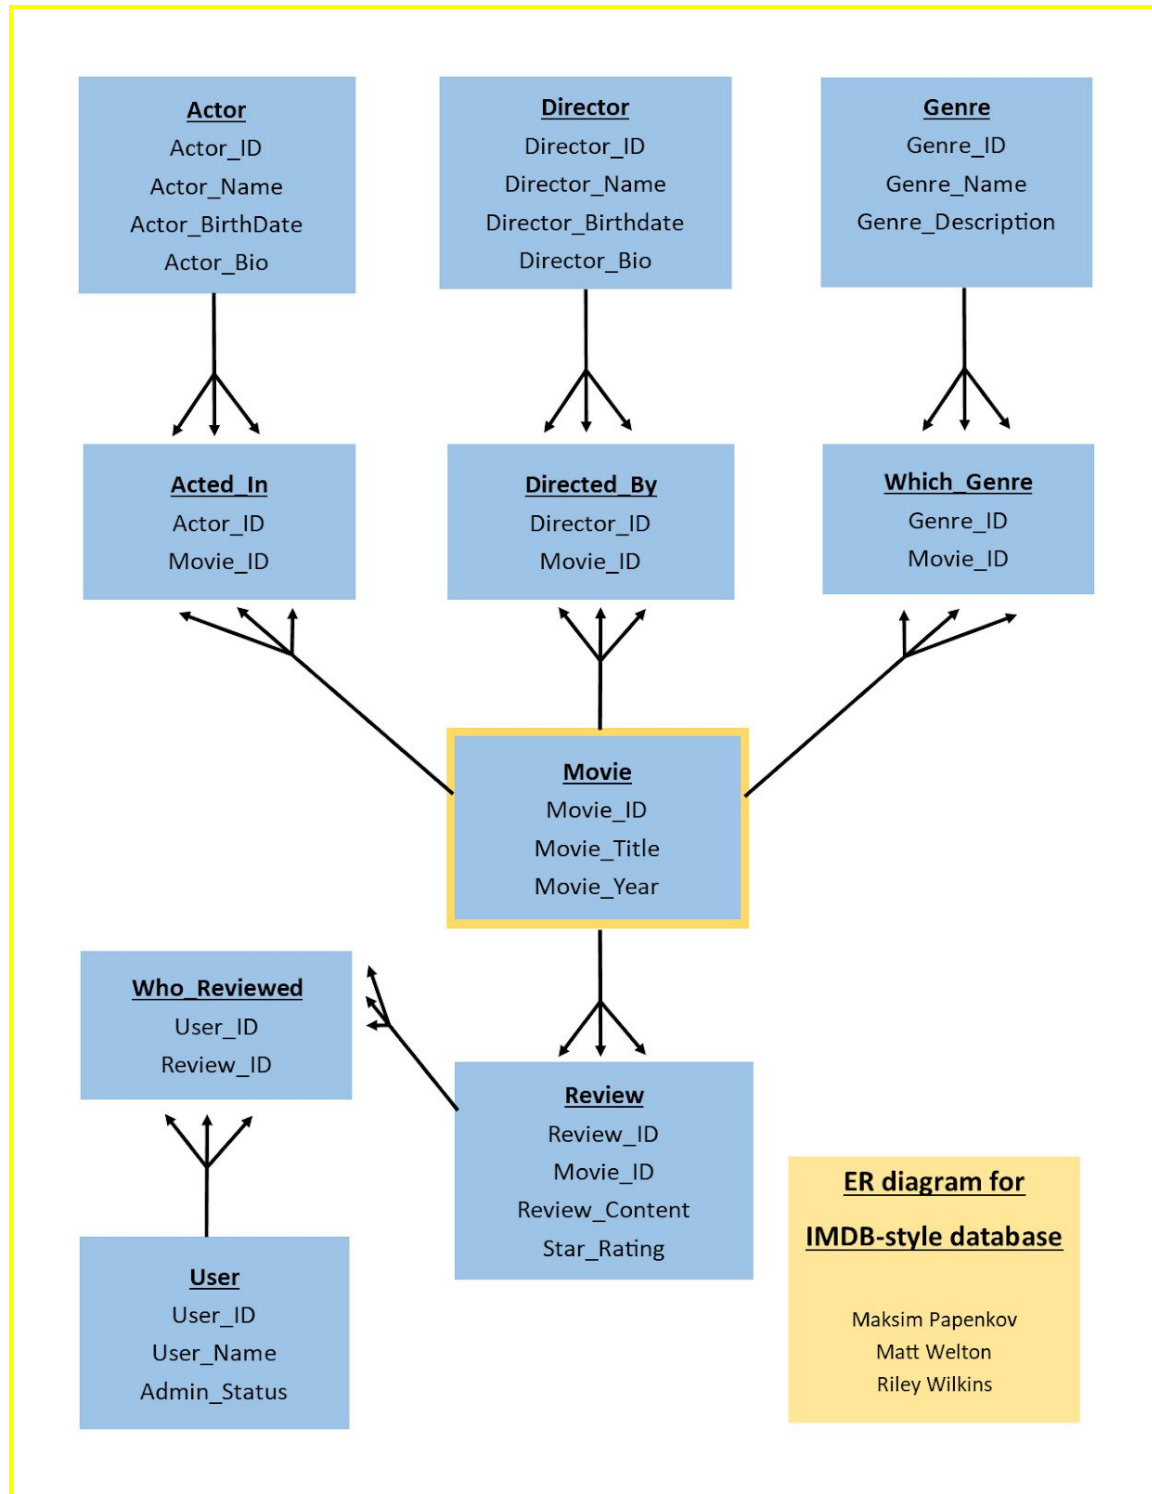 Actor
Actor_ID
Actor_Name
Actor_BirthDate
Actor_Bio
Director
Director_ID
Director_Name
Director_Birthdate
Director_Bio
Genre
Genre_ID
Genre_Name
Genre_Description
Acted_In
Actor_ID
Movie_ID
Directed_By
Director_ID
Movie_ID
Which_Genre
Genre_ID
Movie_ID
Movie
Movie_ID
Movie_Title
Movie_Year
Who_Reviewed
User_ID
Review_ID
Review
Review_ID
Movie_ID
Review_Content
Star_Rating
User
User_ID
User_Name
Admin_Status
ER diagram for
IMDB-style database
Maksim Papenkov
Matt Welton
Riley Wilkins